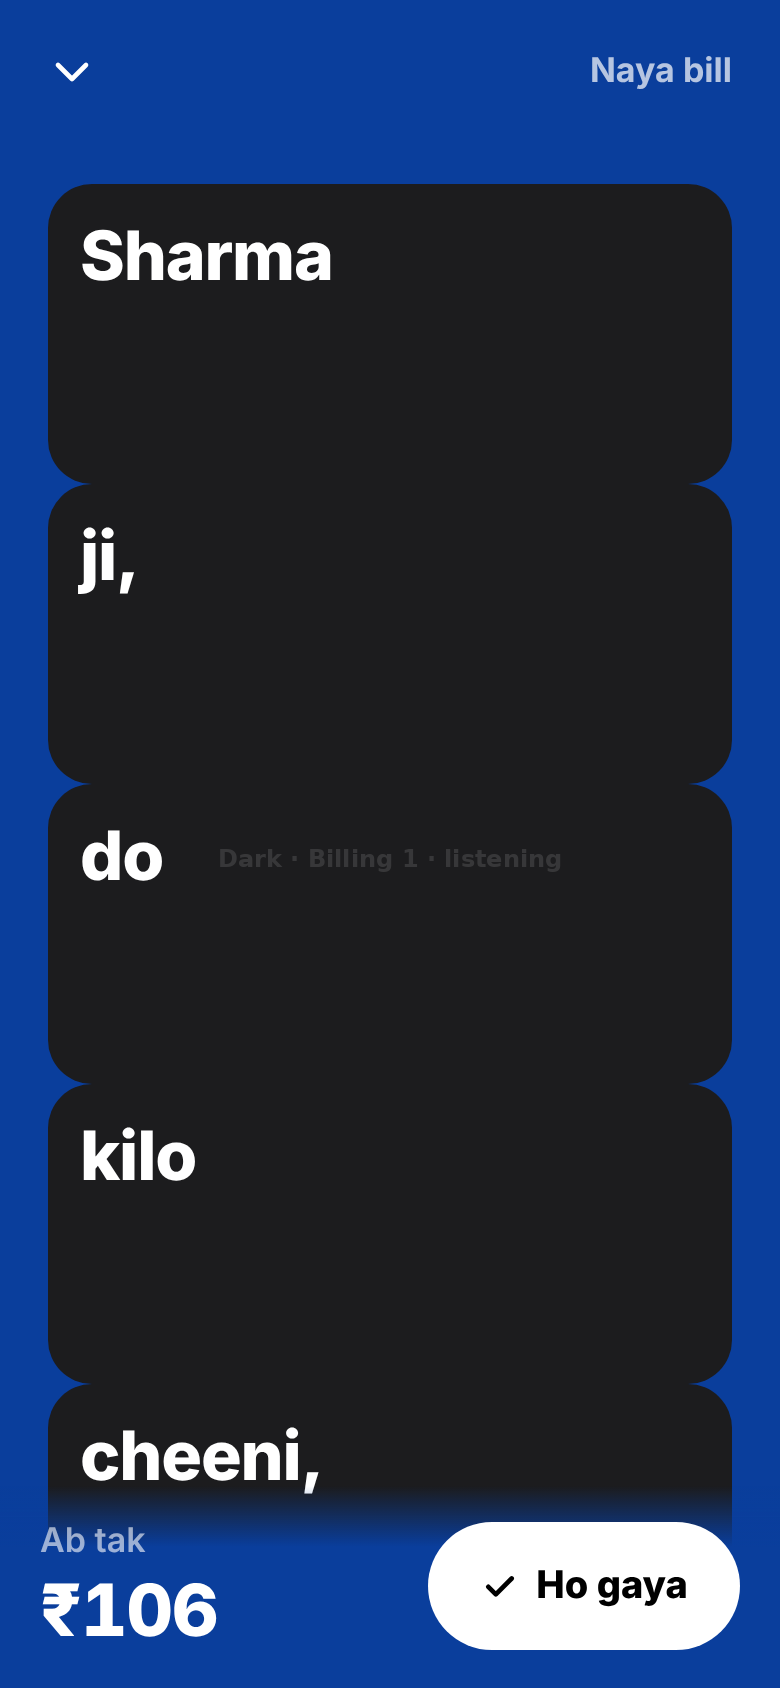 Naya bill
Sharma
ji,
do
Dark · Billing 1 · listening
kilo
cheeni,
Ab tak
₹106
Ho gaya